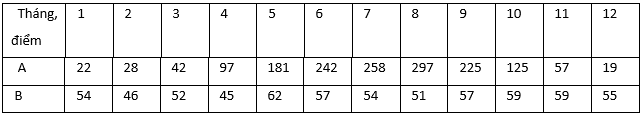 Tháng, điểm 1 2 3 4 5 6 7 8 9 10 11 12
A 22 28 42 97 181 242 258 297 225 125 57 19
B 54 46 52 45 62 57 54 51 57 59 59 55